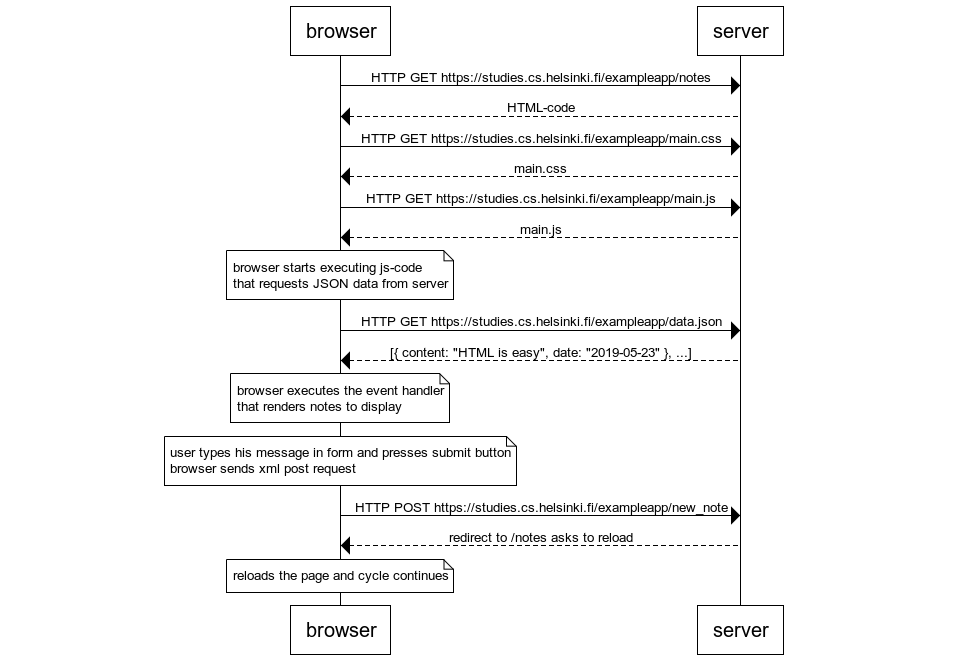 browser
server
HTTP GET https://studies.cs.helsinki.fi/exampleapp/notes
HTML-code
HTTP GET https://studies.cs.helsinki.fi/exampleapp/main.css
main.css
HTTP GET https://studies.cs.helsinki.fi/exampleapp/main.js
main.js
browser starts executing js-code
that requests JSON data from server
HTTP GET https://studies.cs.helsinki.fi/exampleapp/data.json
[{ content: "HTML is easy", date: "2019-05-23" }, ...]
browser executes the event handler
that renders notes to display
user types his message in form and presses submit button
browser sends xml post request
HTTP POST https://studies.cs.helsinki.fi/exampleapp/new_note
redirect to /notes asks to reload
reloads the page and cycle continues
browser
server